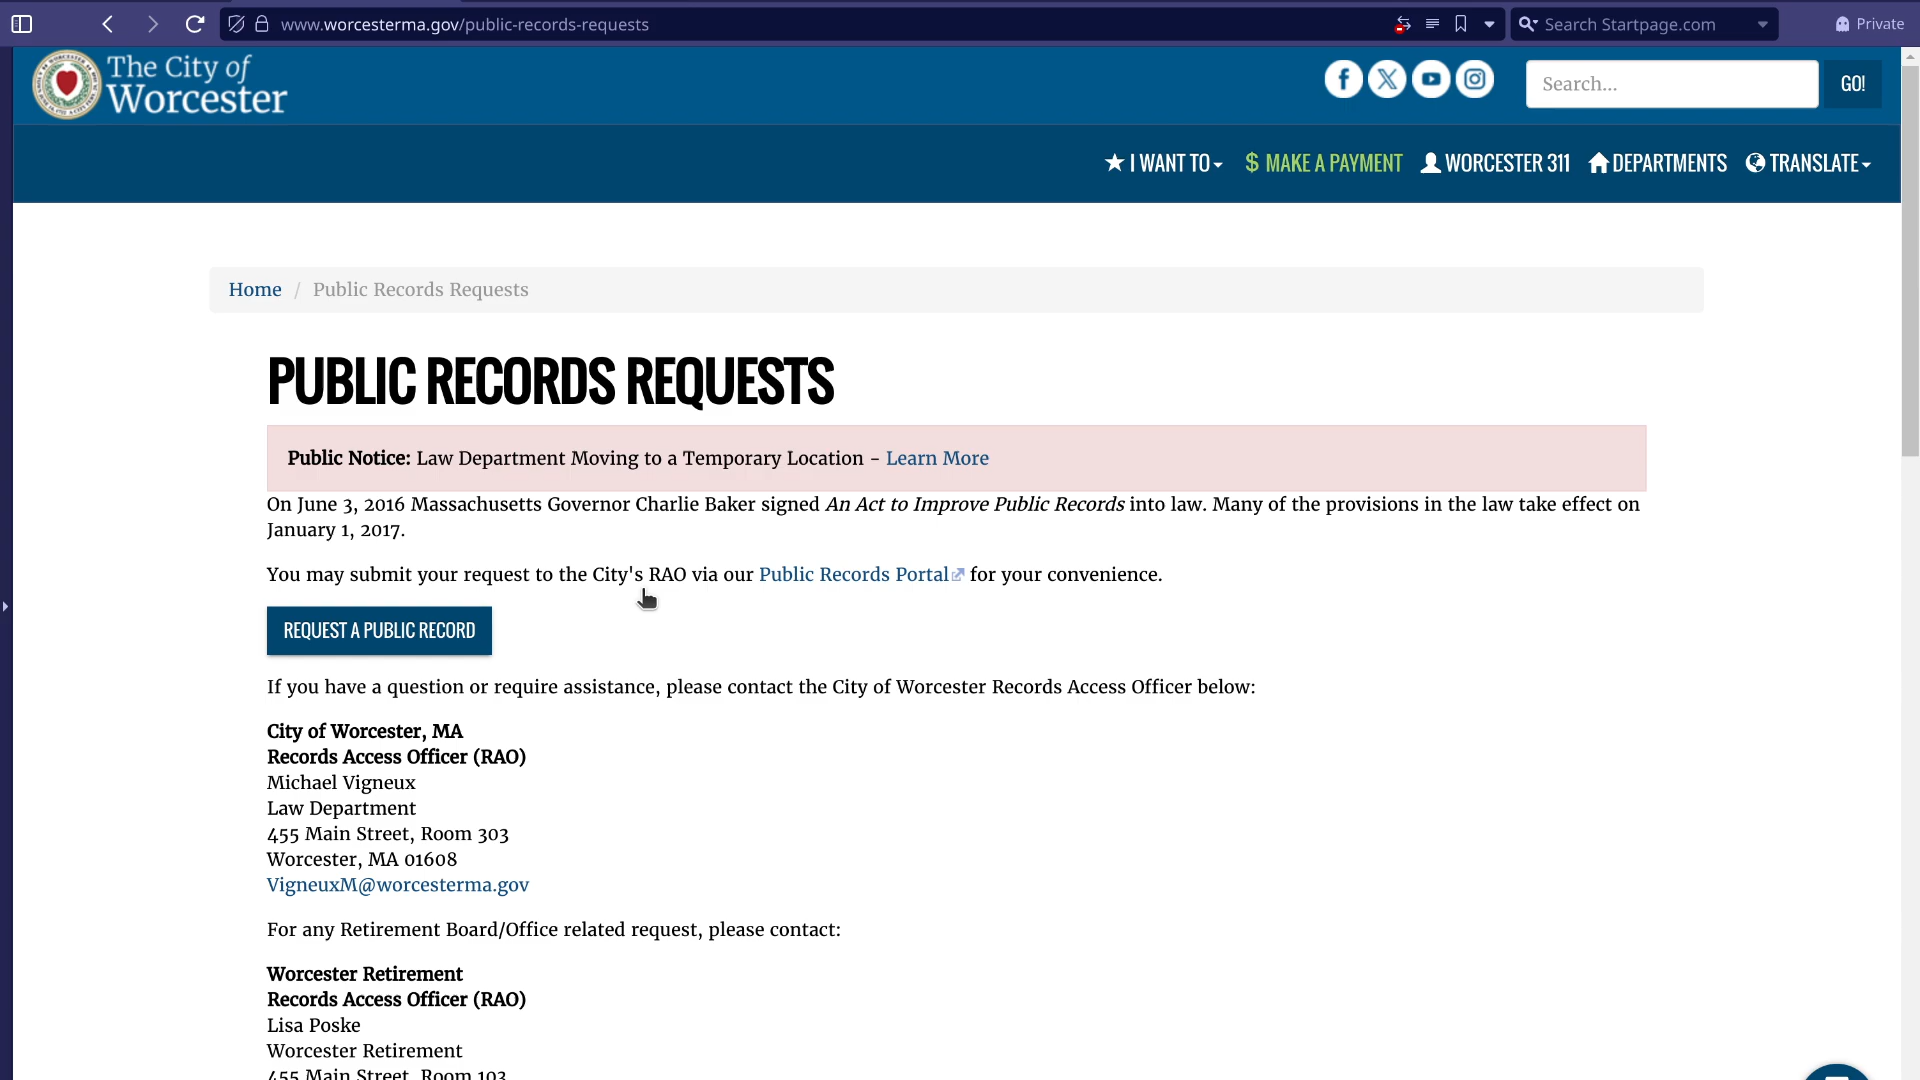 www.worcesterma.gov/public-records-requests
Search Startpage.com
Private
The City of
Worcester
Search...
GO!
I WANT TO
$ MAKE A PAYMENT
WORCESTER 311
DEPARTMENTS
TRANSLATE
Home / Public Records Requests
PUBLIC RECORDS REQUESTS
Public Notice: Law Department Moving to a Temporary Location - Learn More
On June 3, 2016 Massachusetts Governor Charlie Baker signed An Act to Improve Public Records into law. Many of the provisions in the law take effect on
January 1, 2017.
You may submit your request to the City's RAO via our Public Records Portal for your convenience.
REQUEST A PUBLIC RECORD
If you have a question or require assistance, please contact the City of Worcester Records Access Officer below:
City of Worcester, MA
Records Access Officer (RAO)
Michael Vigneux
Law Department
455 Main Street, Room 303
Worcester, MA 01608
VigneuxM@worcesterma.gov
For any Retirement Board/Office related request, please contact:
Worcester Retirement
Records Access Officer (RAO)
Lisa Poske
Worcester Retirement
455 Main Street, Room 103